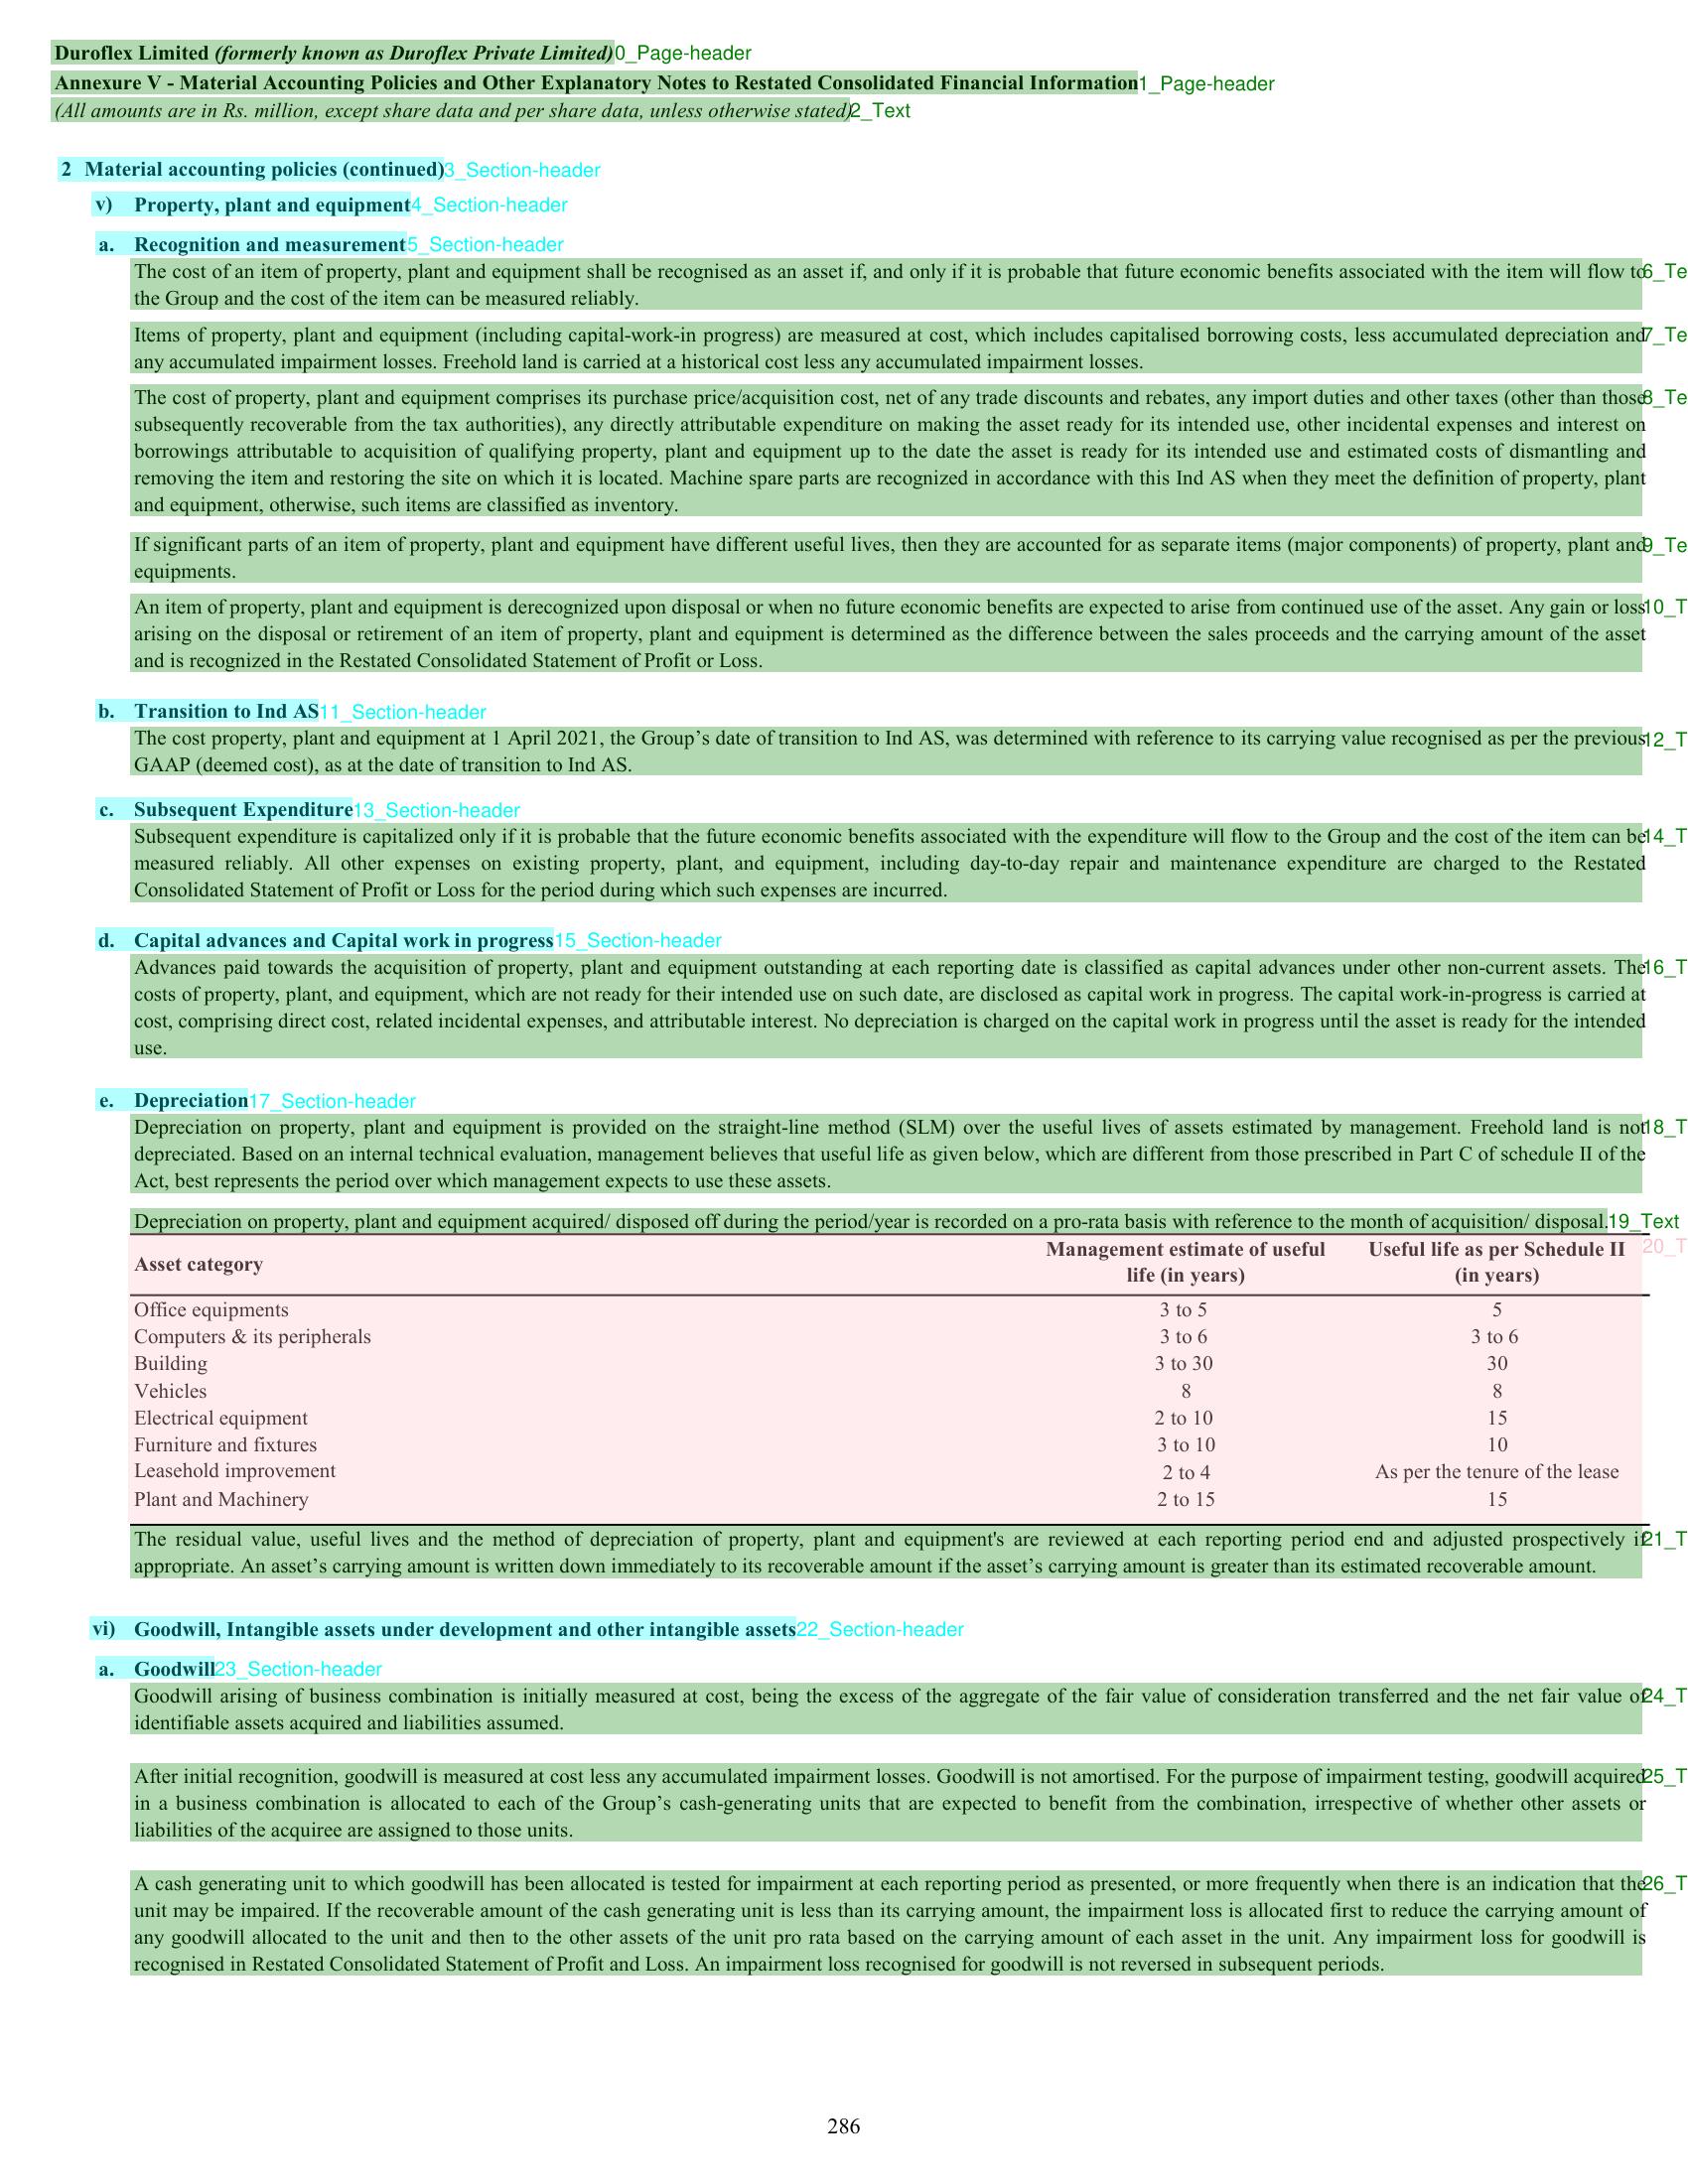 Duroflex Limited (formerly known as Duroflex Private Limited)0_Page-header
Annexure V - Material Accounting Policies and Other Explanatory Notes to Restated Consolidated Financial Information1_Page-header
(All amounts are in Rs. million, except share data and per share data, unless otherwise stated)2_Text
2 Material accounting policies (continued)3_Section-header
v) Property, plant and equipment4_Section-header
a. Recognition and measurement5_Section-header
The cost of an item of property, plant and equipment shall be recognised as an asset if, and only if it is probable that future economic benefits associated with the item will flow to6_Te
the Group and the cost of the item can be measured reliably.
Items of property, plant and equipment (including capital-work-in progress) are measured at cost, which includes capitalised borrowing costs, less accumulated depreciation and7_Te
any accumulated impairment losses. Freehold land is carried at a historical cost less any accumulated impairment losses.
The cost of property, plant and equipment comprises its purchase price/acquisition cost, net of any trade discounts and rebates, any import duties and other taxes (other than those8_Te
subsequently recoverable from the tax authorities), any directly attributable expenditure on making the asset ready for its intended use, other incidental expenses and interest on
borrowings attributable to acquisition of qualifying property, plant and equipment up to the date the asset is ready for its intended use and estimated costs of dismantling and
removing the item and restoring the site on which it is located. Machine spare parts are recognized in accordance with this Ind AS when they meet the definition of property, plant
and equipment, otherwise, such items are classified as inventory.
If significant parts of an item of property, plant and equipment have different useful lives, then they are accounted for as separate items (major components) of property, plant and9_Te
equipments.
An item of property, plant and equipment is derecognized upon disposal or when no future economic benefits are expected to arise from continued use of the asset. Any gain or loss10_T
arising on the disposal or retirement of an item of property, plant and equipment is determined as the difference between the sales proceeds and the carrying amount of the asset
and is recognized in the Restated Consolidated Statement of Profit or Loss.
b. Transition to Ind AS11_Section-header
The cost property, plant and equipment at 1 April 2021, the Group’s date of transition to Ind AS, was determined with reference to its carrying value recognised as per the previous12_T
GAAP (deemed cost), as at the date of transition to Ind AS.
c. Subsequent Expenditure13_Section-header
Subsequent expenditure is capitalized only if it is probable that the future economic benefits associated with the expenditure will flow to the Group and the cost of the item can be14_T
measured reliably. All other expenses on existing property, plant, and equipment, including day-to-day repair and maintenance expenditure are charged to the Restated
Consolidated Statement of Profit or Loss for the period during which such expenses are incurred.
d. Capital advances and Capital work in progress15_Section-header
Advances paid towards the acquisition of property, plant and equipment outstanding at each reporting date is classified as capital advances under other non-current assets. The16_T
costs of property, plant, and equipment, which are not ready for their intended use on such date, are disclosed as capital work in progress. The capital work-in-progress is carried at
cost, comprising direct cost, related incidental expenses, and attributable interest. No depreciation is charged on the capital work in progress until the asset is ready for the intended
use.
e. Depreciation17_Section-header
Depreciation on property, plant and equipment is provided on the straight-line method (SLM) over the useful lives of assets estimated by management. Freehold land is not18_T
depreciated. Based on an internal technical evaluation, management believes that useful life as given below, which are different from those prescribed in Part C of schedule II of the
Act, best represents the period over which management expects to use these assets.
Depreciation on property, plant and equipment acquired/ disposed off during the period/year is recorded on a pro-rata basis with reference to the month of acquisition/ disposal.19_Text
Asset category Management estimate of useful life (in years) Useful life as per Schedule II (in years) 20_T
Office equipments 3 to 5 5
Computers & its peripherals 3 to 6 3 to 6
Building 3 to 30 30
Vehicles 8 8
Electrical equipment 2 to 10 15
Furniture and fixtures 3 to 10 10
Leasehold improvement 2 to 4 As per the tenure of the lease
Plant and Machinery 2 to 15 15
The residual value, useful lives and the method of depreciation of property, plant and equipment's are reviewed at each reporting period end and adjusted prospectively if21_T
appropriate. An asset’s carrying amount is written down immediately to its recoverable amount if the asset’s carrying amount is greater than its estimated recoverable amount.
vi) Goodwill, Intangible assets under development and other intangible assets22_Section-header
a. Goodwill23_Section-header
Goodwill arising of business combination is initially measured at cost, being the excess of the aggregate of the fair value of consideration transferred and the net fair value of24_T
identifiable assets acquired and liabilities assumed.
After initial recognition, goodwill is measured at cost less any accumulated impairment losses. Goodwill is not amortised. For the purpose of impairment testing, goodwill acquired25_T
in a business combination is allocated to each of the Group’s cash-generating units that are expected to benefit from the combination, irrespective of whether other assets or
liabilities of the acquiree are assigned to those units.
A cash generating unit to which goodwill has been allocated is tested for impairment at each reporting period as presented, or more frequently when there is an indication that the26_T
unit may be impaired. If the recoverable amount of the cash generating unit is less than its carrying amount, the impairment loss is allocated first to reduce the carrying amount of
any goodwill allocated to the unit and then to the other assets of the unit pro rata based on the carrying amount of each asset in the unit. Any impairment loss for goodwill is
recognised in Restated Consolidated Statement of Profit and Loss. An impairment loss recognised for goodwill is not reversed in subsequent periods.
286